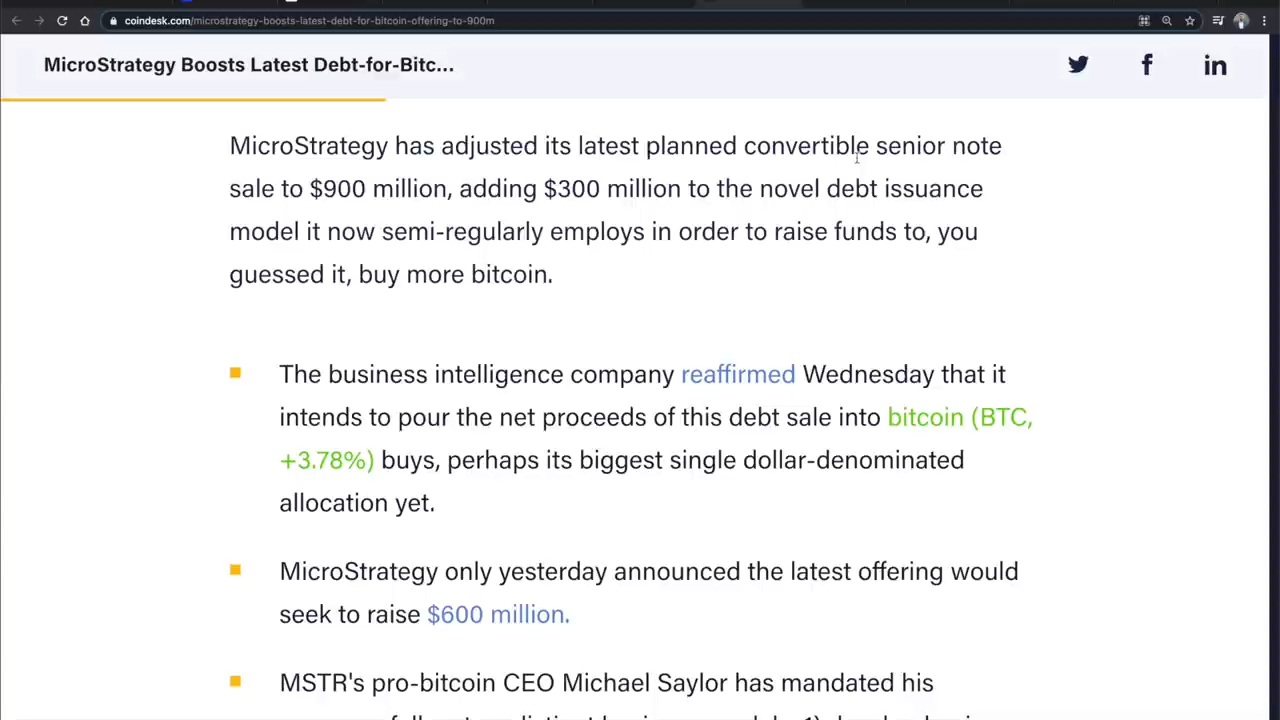 coindesk.com/microstrategy-boosts-latest-debt-for-bitcoin-offering-to-900m
MicroStrategy Boosts Latest Debt-for-Bitc...
MicroStrategy has adjusted its latest planned convertible senior note
sale to $900 million, adding $300 million to the novel debt issuance
model it now semi-regularly employs in order to raise funds to, you
guessed it, buy more bitcoin.
The business intelligence company reaffirmed Wednesday that it
intends to pour the net proceeds of this debt sale into bitcoin (BTC,
+3.78%) buys, perhaps its biggest single dollar-denominated
allocation yet.
MicroStrategy only yesterday announced the latest offering would
seek to raise $600 million.
MSTR's pro-bitcoin CEO Michael Saylor has mandated his